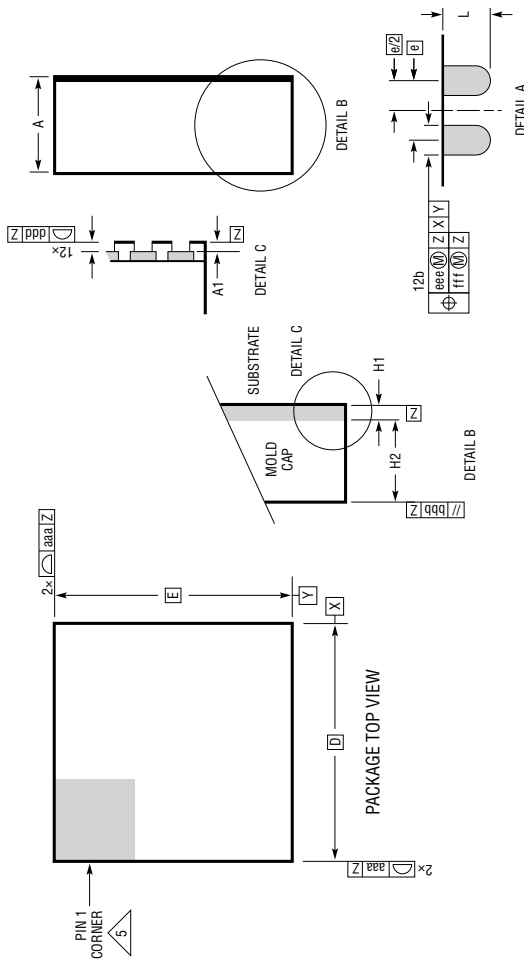 PIN 1
CORNER
5
2×
aaa Z
E
Y
X
D
2×
aaa Z
PACKAGE TOP VIEW
SUBSTRATE
DETAIL C
MOLD
CAP
H1
H2
Z
// bbb Z
DETAIL B
12×
ddd Z
A1
Z
DETAIL C
A
DETAIL B
e/2
e
L
12b
eee Ⓜ Z X Y
fff Ⓜ Z
DETAIL A